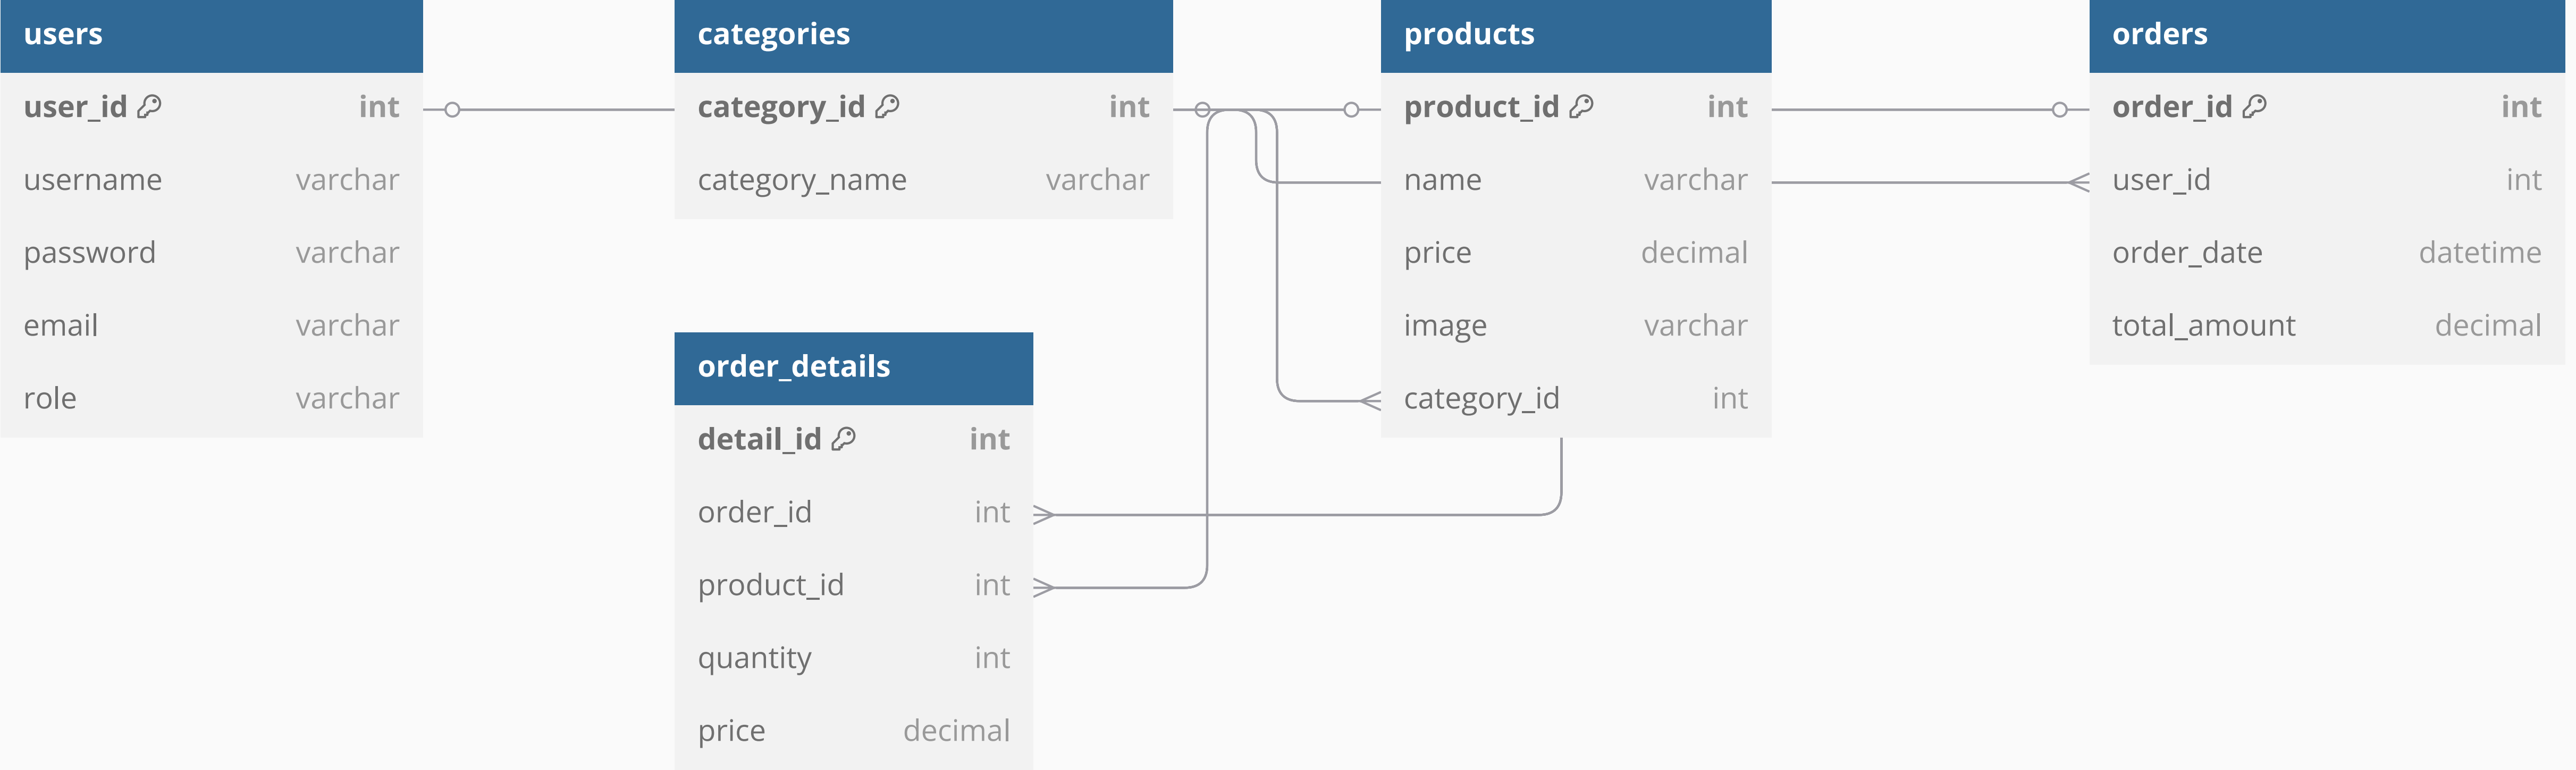 users
user_id int
username varchar
password varchar
email varchar
role varchar
categories
category_id int
category_name varchar
order_details
detail_id int
order_id int
product_id int
quantity int
price decimal
products
product_id int
name varchar
price decimal
image varchar
category_id int
orders
order_id int
user_id int
order_date datetime
total_amount decimal